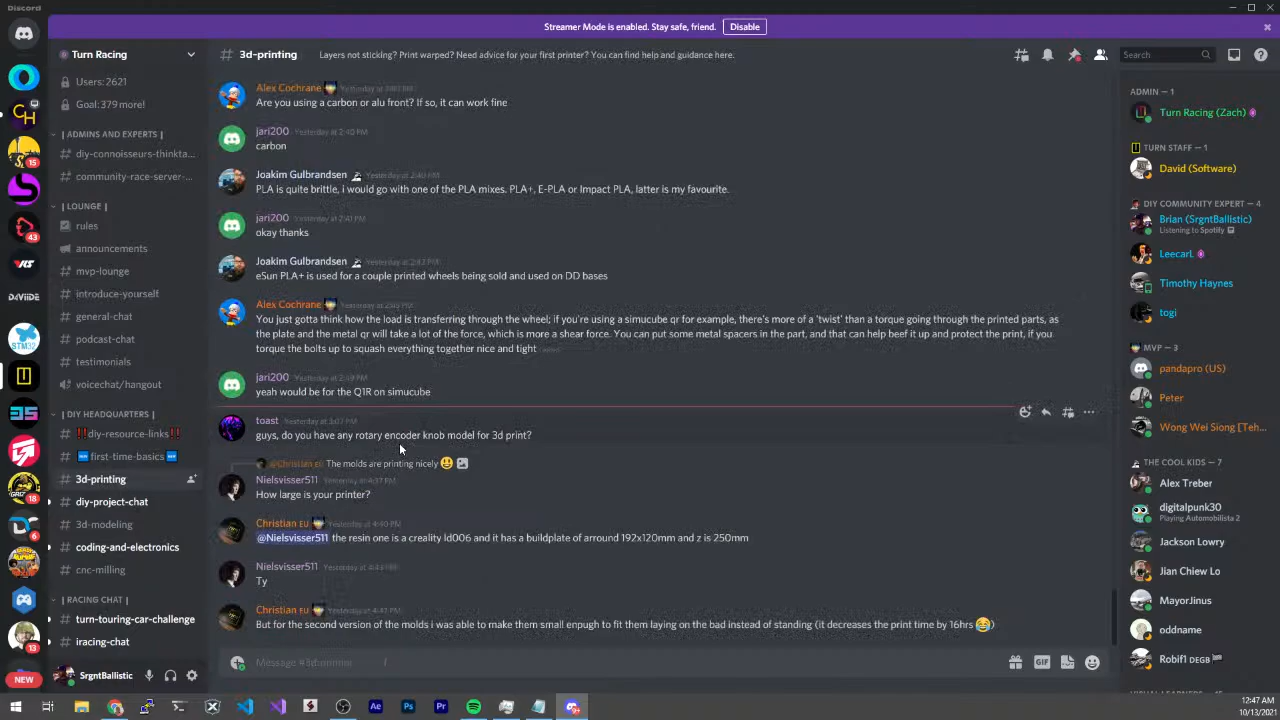 Discord
Streamer Mode is enabled. Stay safe, friend. Disable
Turn Racing
3d-printing
Layers not sticking? Print warped? Need advice for your first printer? You can find help and guidance here.
Search
Users: 2621
Goal: 379 more!
| ADMINS AND EXPERTS |
diy-connoisseurs-thinkta...
community-race-server-...
| LOUNGE |
rules
announcements
mvp-lounge
introduce-yourself
general-chat
podcast-chat
testimonials
voicechat/hangout
| DIY HEADQUARTERS |
!!diy-resource-links!!
first-time-basics
3d-printing
diy-project-chat
3d-modeling
coding-and-electronics
cnc-milling
| RACING CHAT |
turn-touring-car-challenge
iracing-chat
SrgntBallistic
15
43
VRS
DAVIIDE
STM32
18
6
13
NEW
Alex Cochrane
Are you using a carbon or alu front? If so, it can work fine
jari200 Yesterday at 2:40 PM
carbon
Joakim Gulbrandsen Yesterday at 2:40 PM
PLA is quite brittle, i would go with one of the PLA mixes. PLA+, E-PLA or Impact PLA, latter is my favourite.
jari200 Yesterday at 2:41 PM
okay thanks
Joakim Gulbrandsen Yesterday at 2:43 PM
eSun PLA+ is used for a couple printed wheels being sold and used on DD bases
Alex Cochrane
You just gotta think how the load is transferring through the wheel; if you're using a simucube qr for example, there's more of a 'twist' than a torque going through the printed parts, as
the plate and the metal qr will take a lot of the force, which is more a shear force. You can put some metal spacers in the part, and that can help beef it up and protect the print, if you
torque the bolts up to squash everything together nice and tight
jari200 Yesterday at 2:49 PM
yeah would be for the Q1R on simucube
toast Yesterday at 3:07 PM
guys, do you have any rotary encoder knob model for 3d print?
@Christian EU The molds are printing nicely
Nielsvisser511 Yesterday at 4:37 PM
How large is your printer?
Christian EU Yesterday at 4:40 PM
@Nielsvisser511 the resin one is a creality ld006 and it has a buildplate of arround 192x120mm and z is 250mm
Nielsvisser511 Yesterday at 4:43 PM
Ty
Christian EU Yesterday at 4:47 PM
But for the second version of the molds i was able to make them small enpugh to fit them laying on the bad instead of standing (it decreases the print time by 16hrs )
Message #3d-printing
GIF
ADMIN — 1
Turn Racing (Zach)
TURN STAFF — 1
David (Software)
DIY COMMUNITY EXPERT — 4
Brian (SrgntBallistic)
Listening to Spotify
LeecarL
Timothy Haynes
togi
MVP — 3
pandapro (US)
Peter
Wong Wei Siong [Teh...
THE COOL KIDS — 7
Alex Treber
digitalpunk30
Playing Automobilista 2
Jackson Lowry
Jian Chiew Lo
MayorJinus
oddname
Robif1 DEGB
Ae
Ps
Pr
12:47 AM
10/13/2021